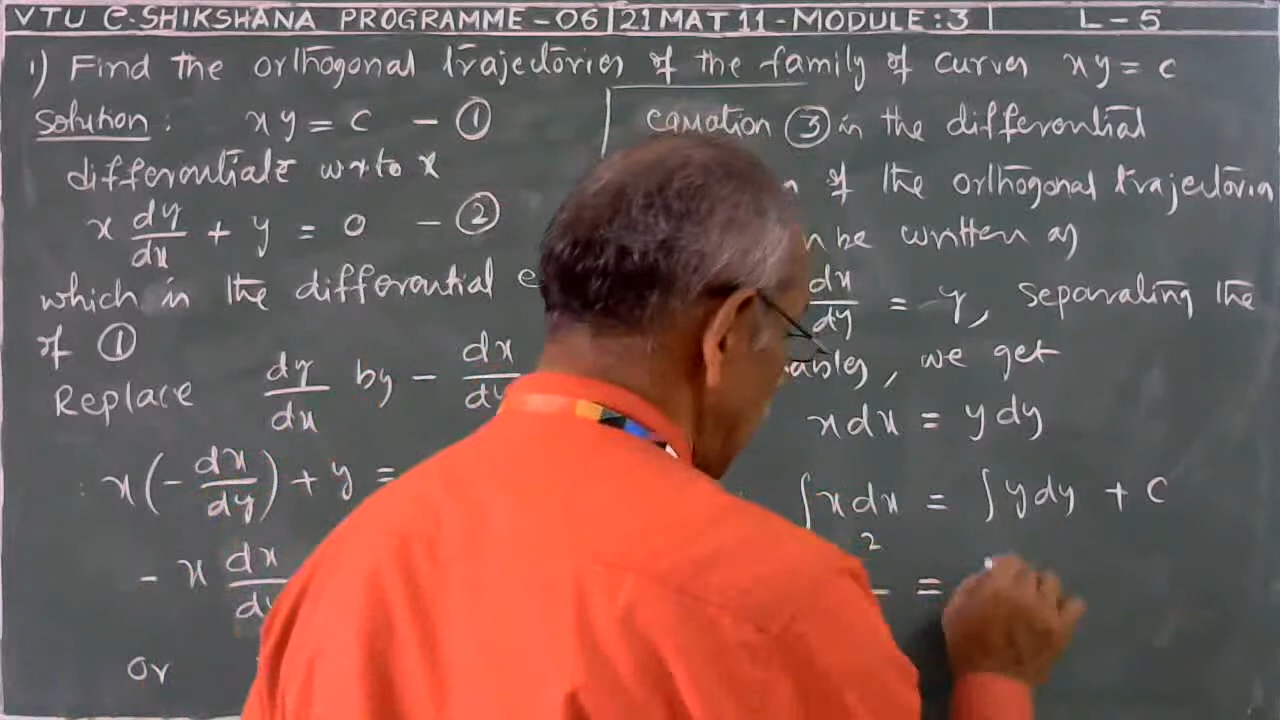 VTU e-SHIKSHANA PROGRAMME - 06 | 21 MAT 11 - MODULE : 3 | L - 5
1) Find the orthogonal trajectories of the family of curves xy = c
Solution : xy = c - ①
differentiate w r to x
x dy/dx + y = 0 - ②
which is the differential
of ①
Replace dy/dx by - dx/dy
x(- dx/dy) + y =
- x dx/dy
Or
equation ③ is the differential
of the orthogonal trajectories
be written as
dx/dy = y, separating the
we get
x dx = y dy
∫ x dx = ∫ y dy + c
2 =